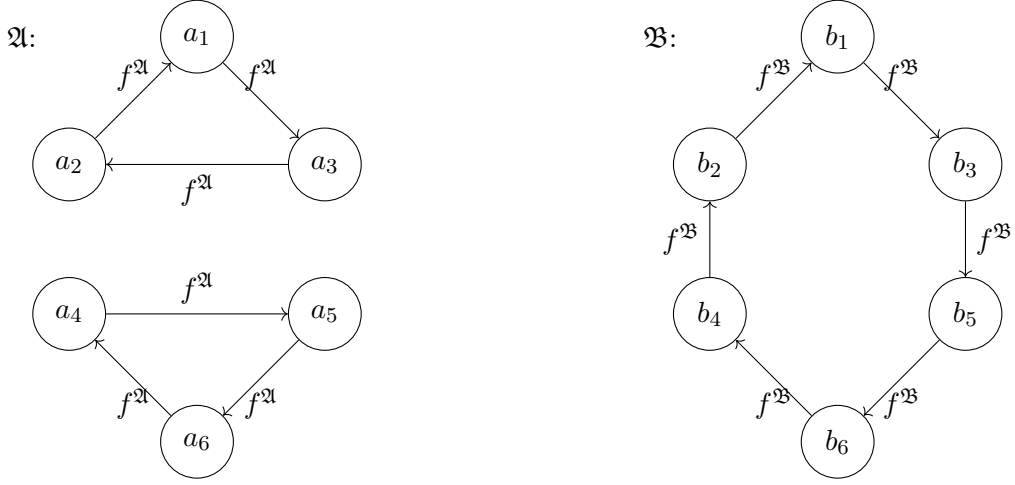 𝔄:
a₁
f^𝔄
f^𝔄
a₂
a₃
f^𝔄
f^𝔄
a₄
a₅
f^𝔄
f^𝔄
a₆
𝔅:
b₁
f^𝔅
f^𝔅
b₂
b₃
f^𝔅
f^𝔅
b₄
b₅
f^𝔅
f^𝔅
b₆